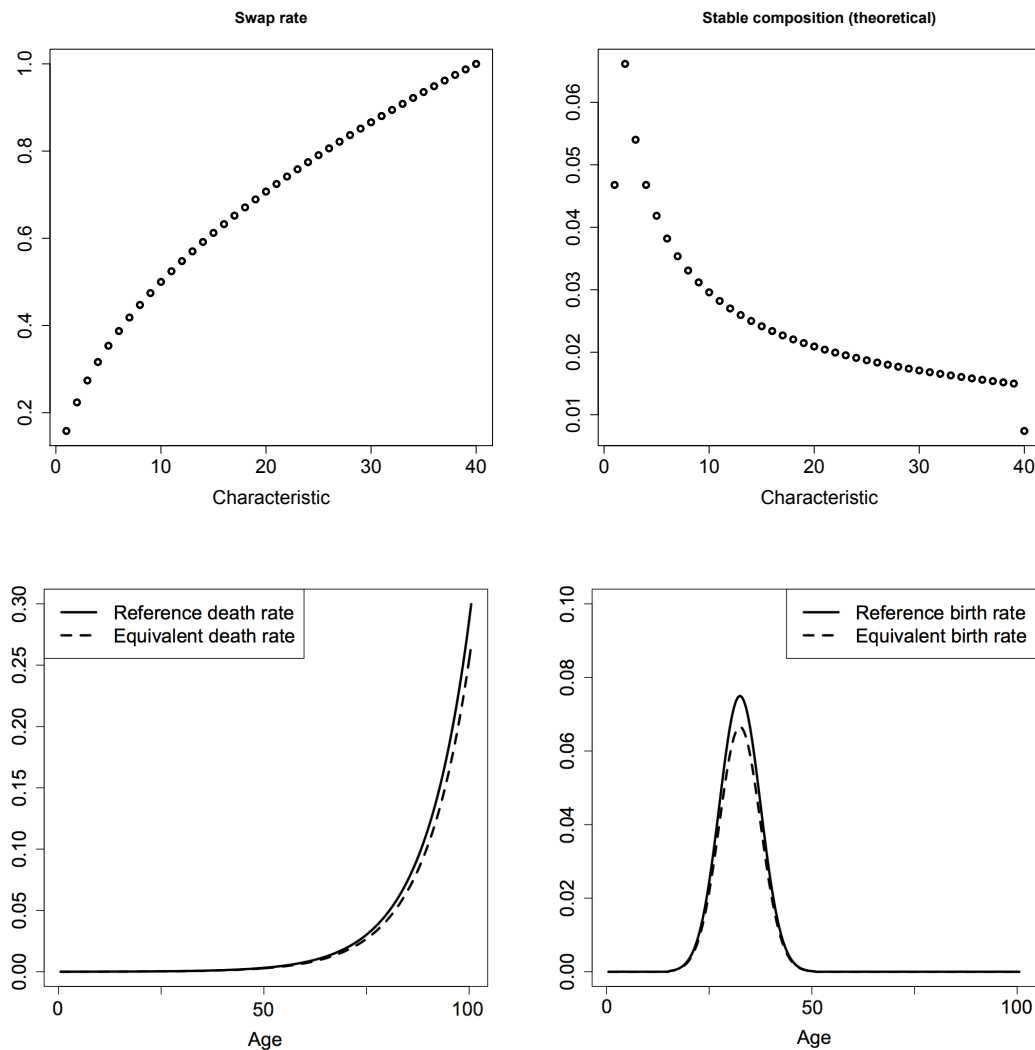 Swap rate
1.0
0.8
0.6
0.4
0.2
0 10 20 30 40
Characteristic
Stable composition (theoretical)
0.06
0.05
0.04
0.03
0.02
0.01
0 10 20 30 40
Characteristic
Reference death rate
Equivalent death rate
0.30
0.25
0.20
0.15
0.10
0.05
0.00
0 50 100
Age
Reference birth rate
Equivalent birth rate
0.10
0.08
0.06
0.04
0.02
0.00
0 50 100
Age